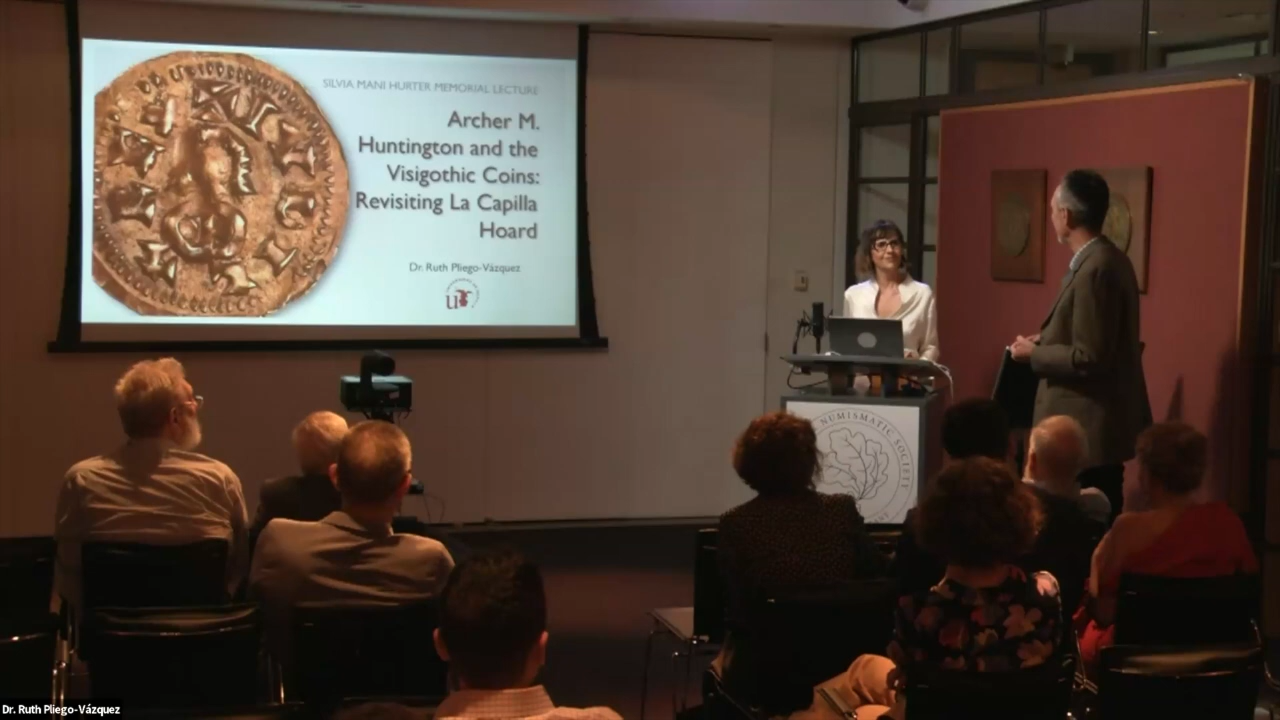 SILVIA MANI HURTER MEMORIAL LECTURE
Archer M.
Huntington and the
Visigothic Coins:
Revisiting La Capilla
Hoard
Dr. Ruth Pliego-Vázquez
US
NUMISMATIC SOCIETY
Dr. Ruth Pliego-Vázquez